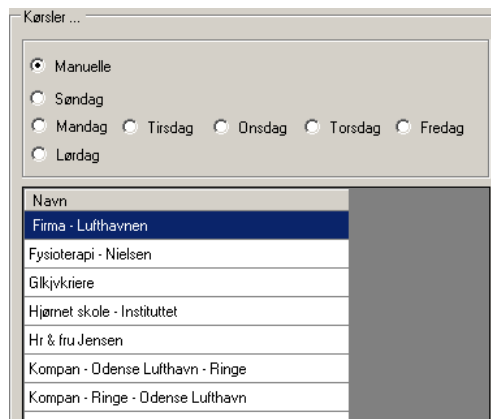 Kørsler ...
Manuelle
Søndag
Mandag Tirsdag Onsdag Torsdag Fredag
Lørdag
Navn
Firma - Lufthavnen
Fysioterapi - Nielsen
Glkjvkriere
Hjørnet skole - Instituttet
Hr & fru Jensen
Kompan - Odense Lufthavn - Ringe
Kompan - Ringe - Odense Lufthavn